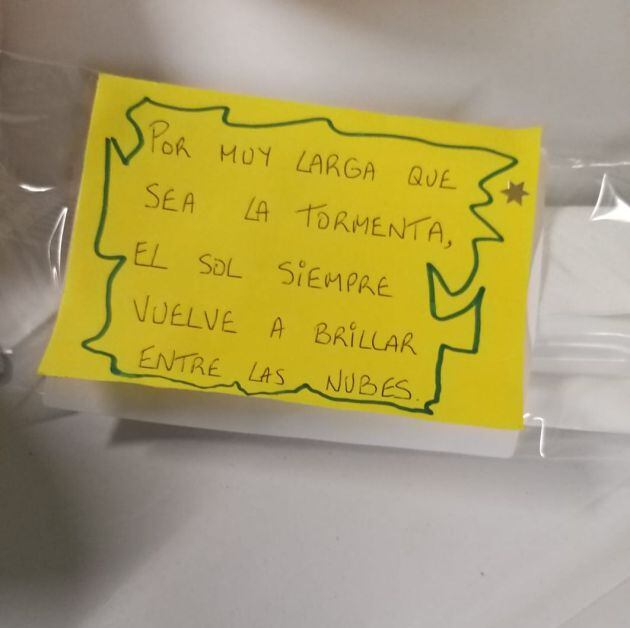 POR MUY LARGA QUE
SEA LA TORMENTA,
EL SOL SIEMPRE
VUELVE A BRILLAR
ENTRE LAS NUBES.